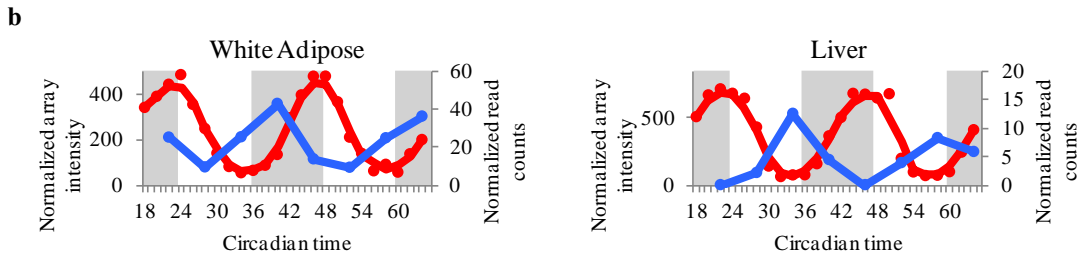 b
White Adipose
Normalized array
intensity
400
200
0
60
40
20
0
Normalized read
counts
18 24 30 36 42 48 54 60
Circadian time
Liver
Normalized array
intensity
500
0
20
15
10
5
0
Normalized read
counts
18 24 30 36 42 48 54 60
Circadian time